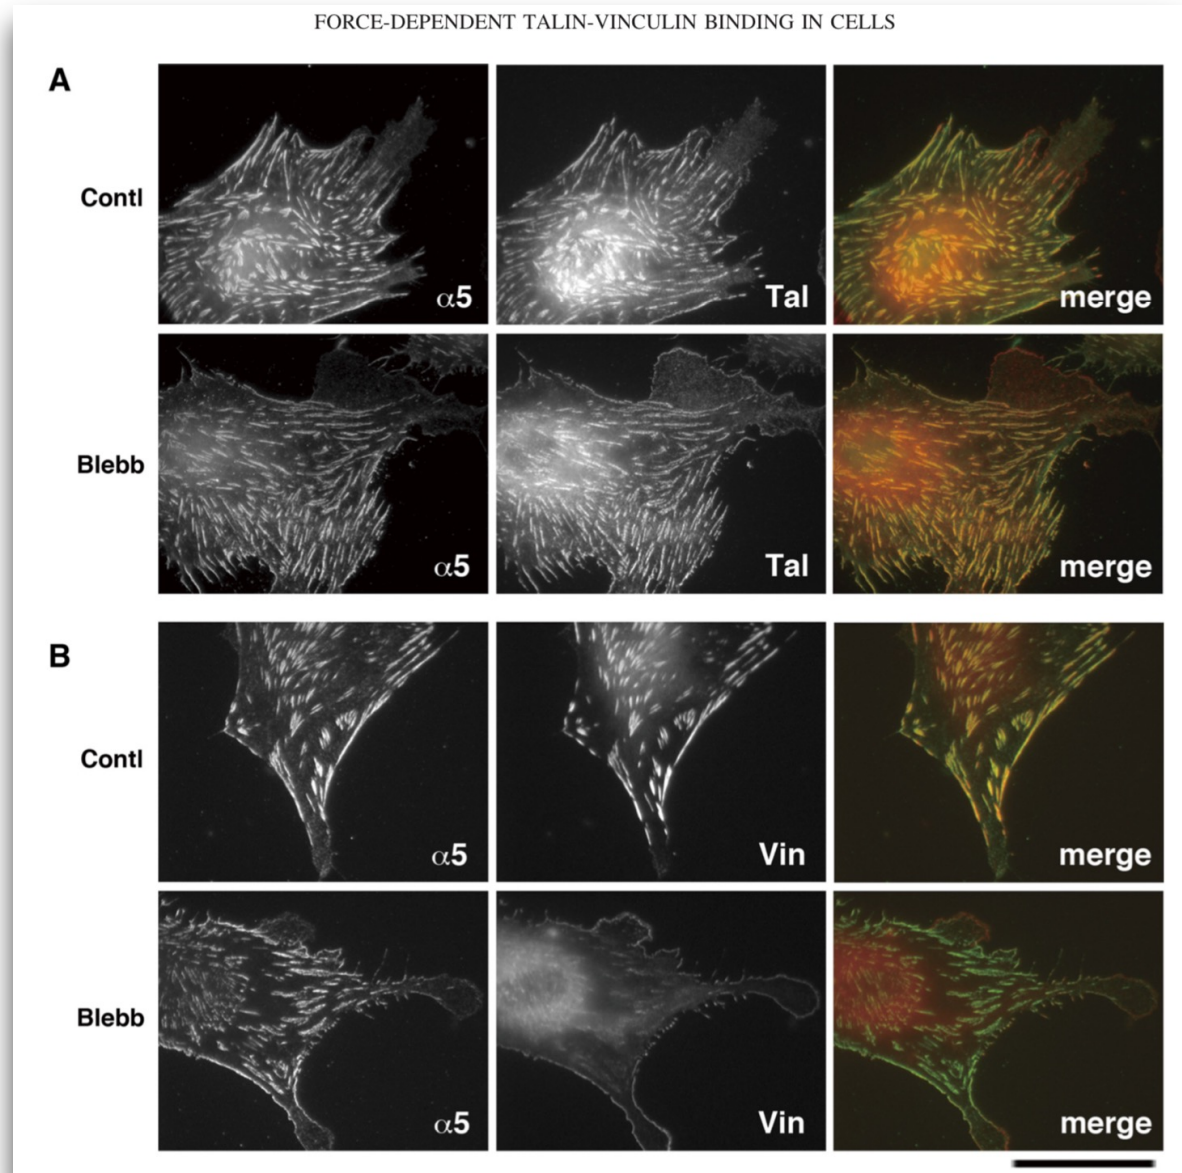 FORCE-DEPENDENT TALIN-VINCULIN BINDING IN CELLS
A
Contl
α5
Tal
merge
Blebb
α5
Tal
merge
B
Contl
α5
Vin
merge
Blebb
α5
Vin
merge